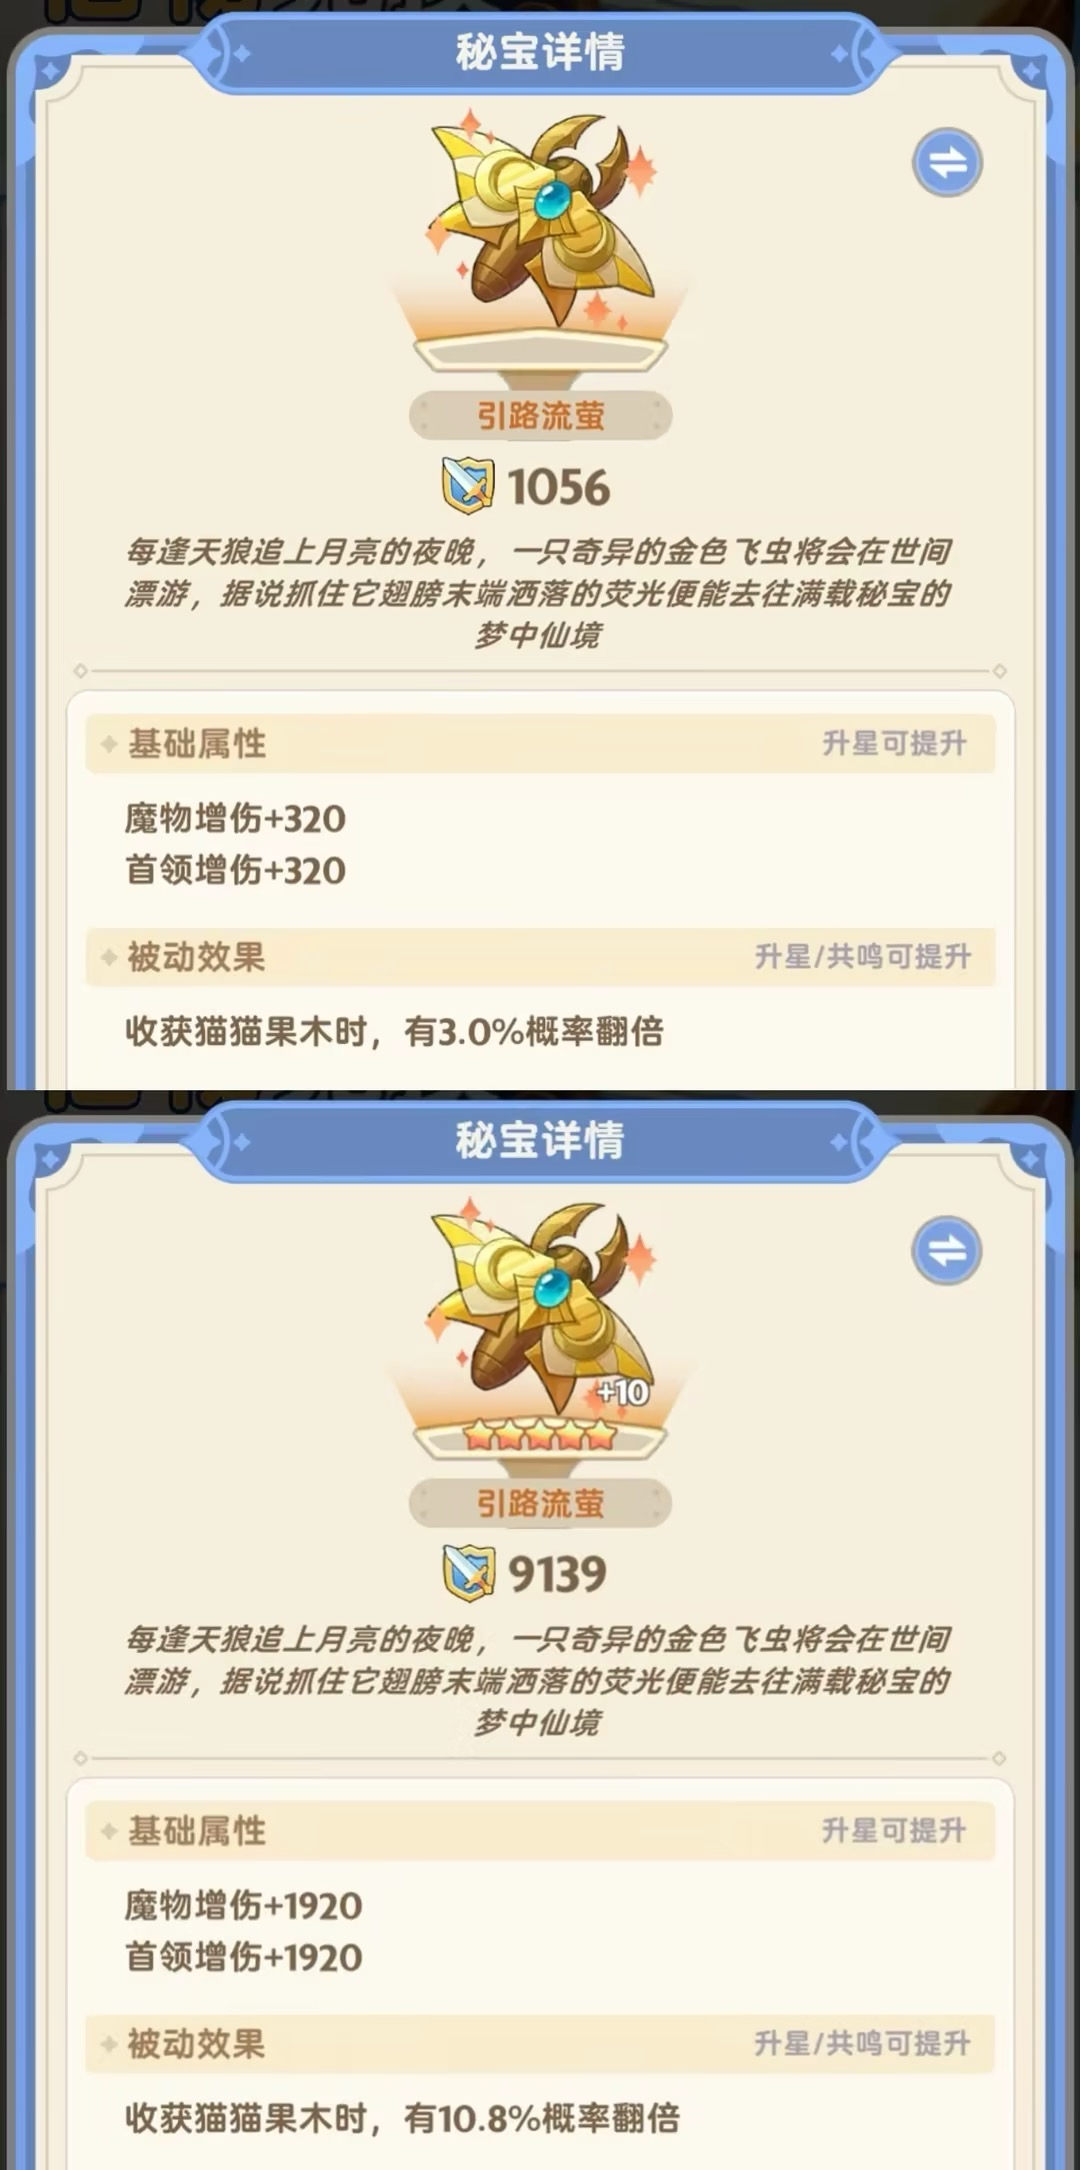 秘宝详情
引路流萤
1056
每逢天狼追上月亮的夜晚，一只奇异的金色飞虫将会在世间
漂游，据说抓住它翅膀末端洒落的荧光便能去往满载秘宝的
梦中仙境
基础属性 升星可提升
魔物增伤+320
首领增伤+320
被动效果 升星/共鸣可提升
收获猫猫果木时，有3.0%概率翻倍
秘宝详情
+10
引路流萤
9139
每逢天狼追上月亮的夜晚，一只奇异的金色飞虫将会在世间
漂游，据说抓住它翅膀末端洒落的荧光便能去往满载秘宝的
梦中仙境
基础属性 升星可提升
魔物增伤+1920
首领增伤+1920
被动效果 升星/共鸣可提升
收获猫猫果木时，有10.8%概率翻倍